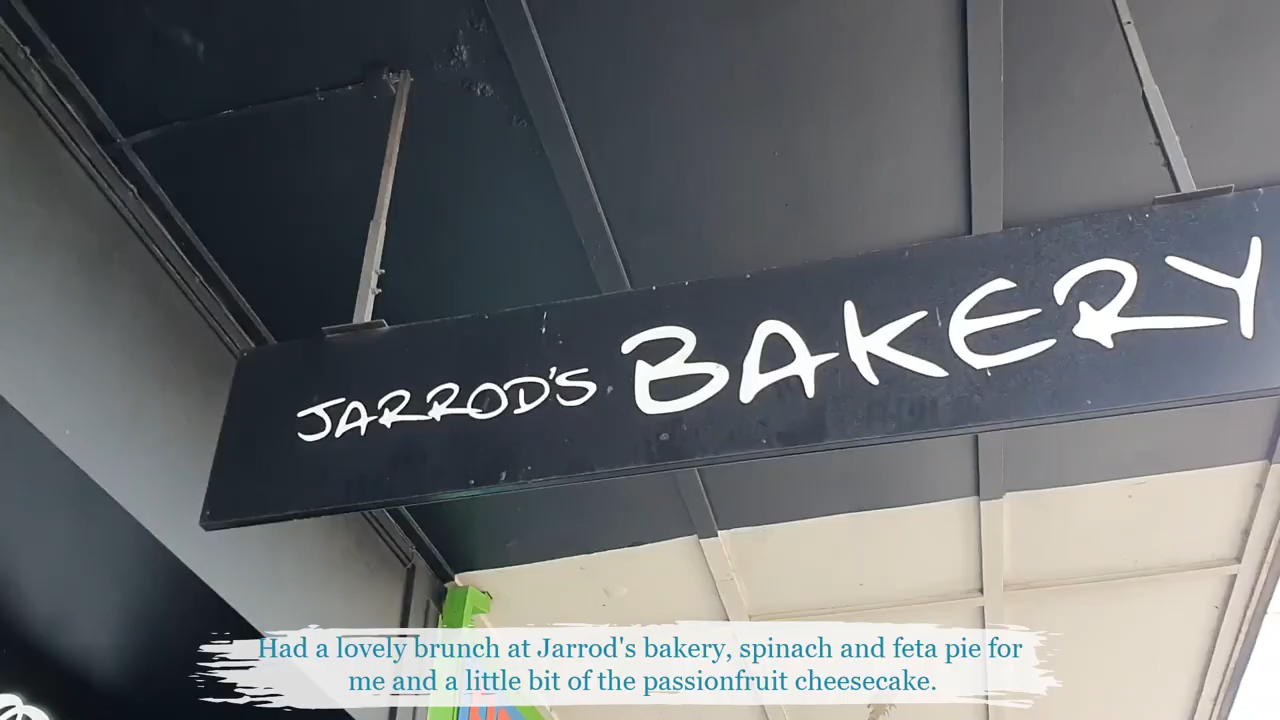 JARROD'S BAKERY
Had a lovely brunch at Jarrod's bakery, spinach and feta pie for
me and a little bit of the passionfruit cheesecake.